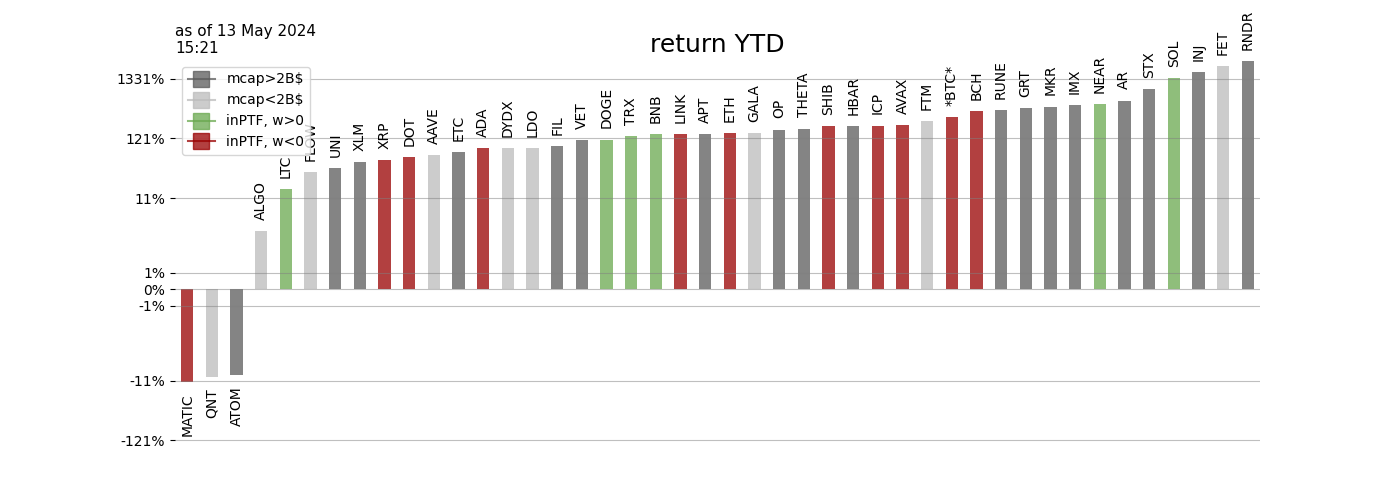 as of 13 May 2024
15:21
return YTD
mcap>2B$
mcap<2B$
inPTF, w>0
inPTF, w<0
1331%
121%
11%
1%
0%
-1%
-11%
-121%
MATIC
QNT
ATOM
ALGO
LTC
FLOW
UNI
XLM
XRP
DOT
AAVE
ETC
ADA
DYDX
LDO
FIL
VET
DOGE
TRX
BNB
LINK
APT
ETH
GALA
OP
THETA
SHIB
HBAR
ICP
AVAX
FTM
*BTC*
BCH
RUNE
GRT
MKR
IMX
NEAR
AR
STX
SOL
INJ
FET
RNDR